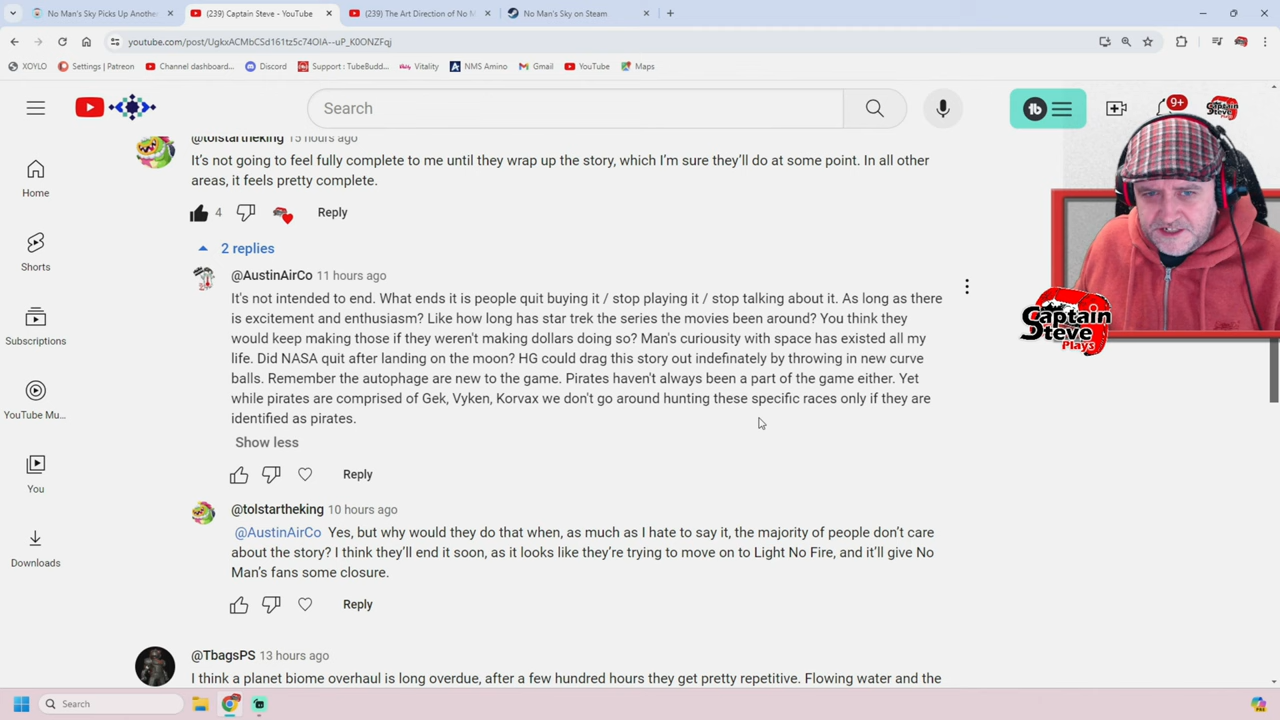 No Man's Sky Picks Up Anothe
(239) Captain Steve - YouTube
(239) The Art Direction of No M
No Man's Sky on Steam
youtube.com/post/UgkxACMbCSd161tz5c74OIA--uP_K0ONZFqj
XOYLO
Settings | Patreon
Channel dashboard...
Discord
Support : TubeBudd...
Vitality
NMS Amino
Gmail
YouTube
Maps
Search
tb
9+
@tolstartheking 15 hours ago
It's not going to feel fully complete to me until they wrap up the story, which I'm sure they'll do at some point. In all other
areas, it feels pretty complete.
4 Reply
2 replies
@AustinAirCo 11 hours ago
It's not intended to end. What ends it is people quit buying it / stop playing it / stop talking about it. As long as there
is excitement and enthusiasm? Like how long has star trek the series the movies been around? You think they
would keep making more if they weren't making dollars doing so? Man's curiousity with space has existed all my
life. Did NASA quit after landing on the moon? HG could drag this story out indefinately by throwing in new curve
balls. Remember the autophage are new to the game. Pirates haven't always been a part of the game either. Yet
while pirates are comprised of Gek, Vyken, Korvax we don't go around hunting these specific races only if they are
identified as pirates.
Show less
Reply
@tolstartheking 10 hours ago
@AustinAirCo Yes, but why would they do that when, as much as I hate to say it, the majority of people don't care
about the story? I think they'll end it soon, as it looks like they're trying to move on to Light No Fire, and it'll give No
Man's fans some closure.
Reply
@TbagsPS 13 hours ago
I think a planet biome overhaul is long overdue, after a few hundred hours they get pretty repetitive. Flowing water and the
Home
Shorts
Subscriptions
YouTube Mu...
You
Downloads
Captain
Steve
Plays
Search